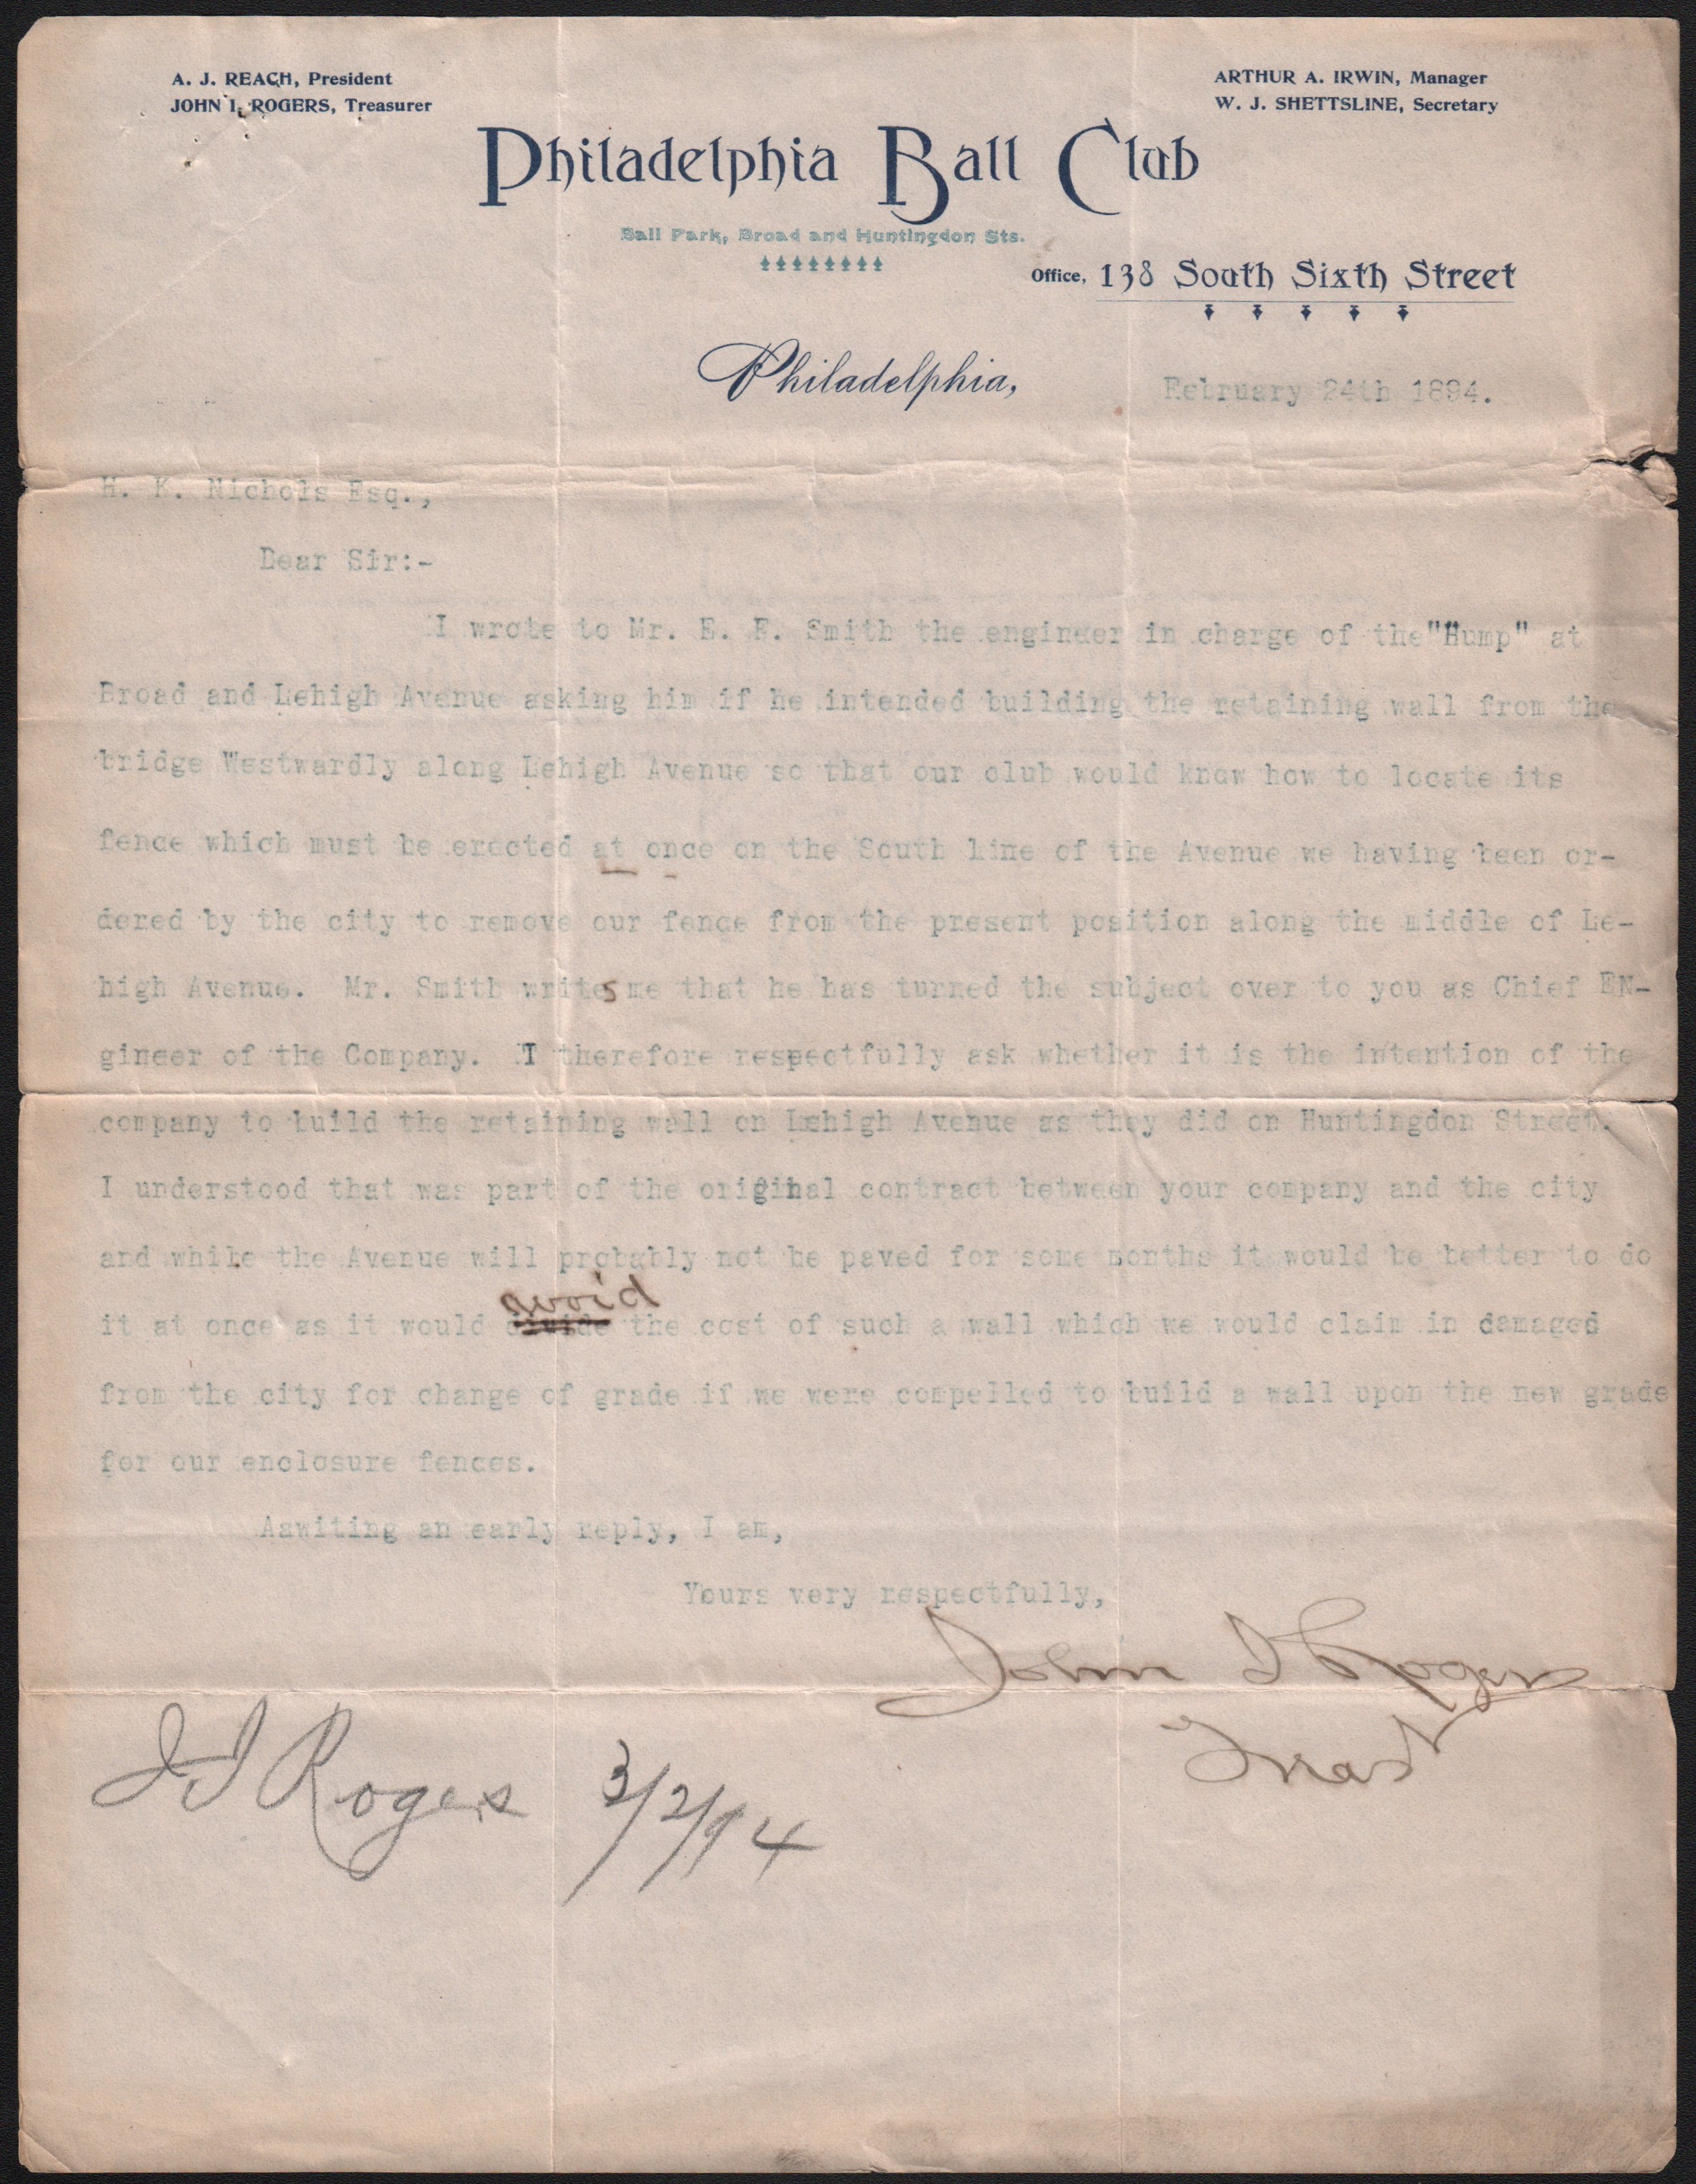 A. J. REACH, President
JOHN I. ROGERS, Treasurer
ARTHUR A. IRWIN, Manager
W. J. SHETTSLINE, Secretary
Philadelphia Ball Club
Ball Park, Broad and Huntingdon Sts.
Office, 138 South Sixth Street
Philadelphia, February 24th 1894.
H. K. Nichols Esq.,
Dear Sir:-
I wrote to Mr. E. F. Smith the engineer in charge of the "Hump" at
Broad and Lehigh Avenue asking him if he intended building the retaining wall from the
bridge Westwardly along Lehigh Avenue so that our club would know how to locate its
fence which must be erected at once on the South line of the Avenue we having been or-
dered by the city to remove our fence from the present position along the middle of Le-
high Avenue. Mr. Smith writes me that he has turned the subject over to you as Chief EN-
gineer of the Company. I therefore respectfully ask whether it is the intention of the
company to build the retaining wall on Lehigh Avenue as they did on Huntingdon Street.
I understood that was part of the original contract between your company and the city
and while the Avenue will probably not be paved for some months it would be better to do
avoid
it at once as it would divide the cost of such a wall which we would claim in damages
from the city for change of grade if we were compelled to build a wall upon the new grade
for our enclosure fences.
Aawiting an early reply, I am,
Yours very respectfully,
John I Rogers
Treas
J I Rogers 3/2/94